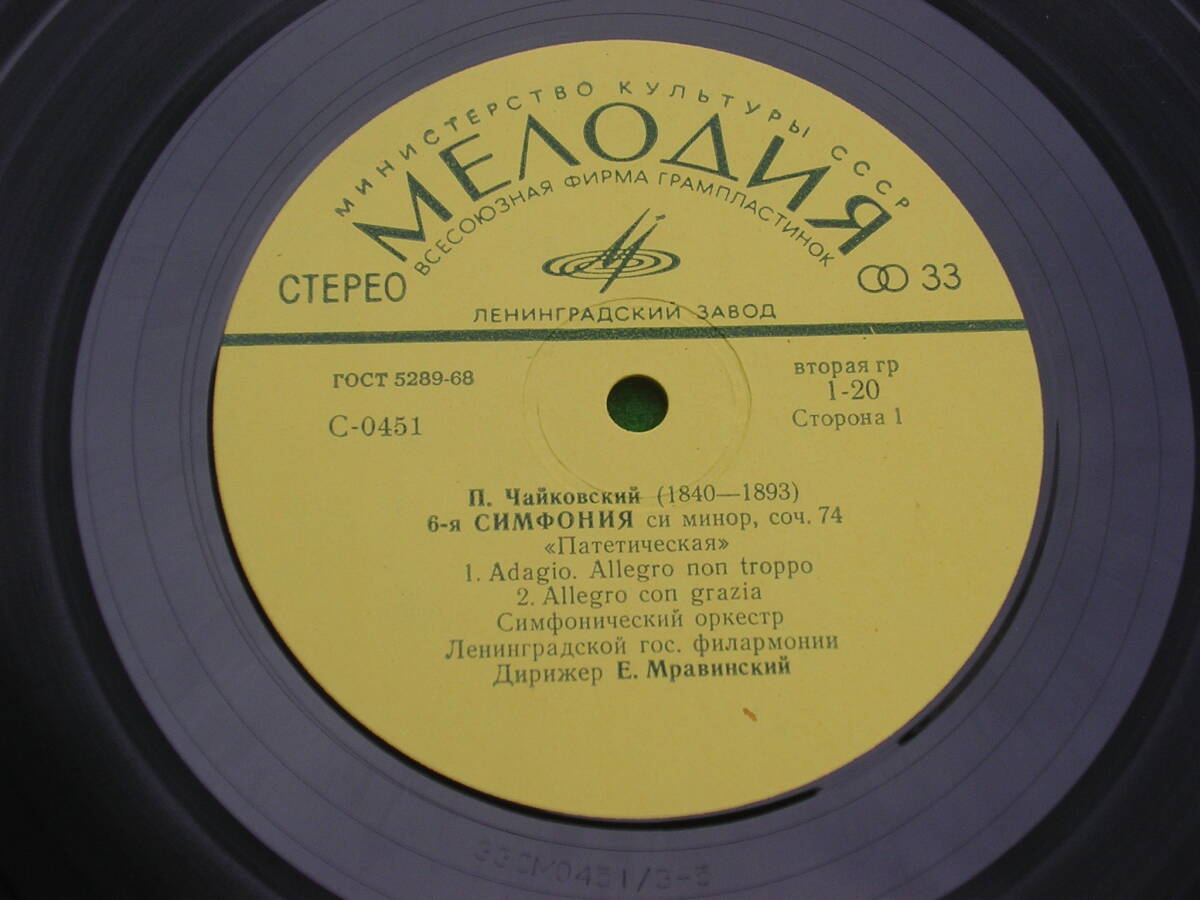 МИНИСТЕРСТВО КУЛЬТУРЫ СССР
МЕЛОДИЯ
ВСЕСОЮЗНАЯ ФИРМА ГРАМПЛАСТИНОК
СТЕРЕО
33
ЛЕНИНГРАДСКИЙ ЗАВОД
ГОСТ 5289-68
С-0451
вторая гр
1-20
Сторона 1
П. Чайковский (1840—1893)
6-я СИМФОНИЯ си минор, соч. 74
«Патетическая»
1. Adagio. Allegro non troppo
2. Allegro con grazia
Симфонический оркестр
Ленинградской гос. филармонии
Дирижер Е. Мравинский